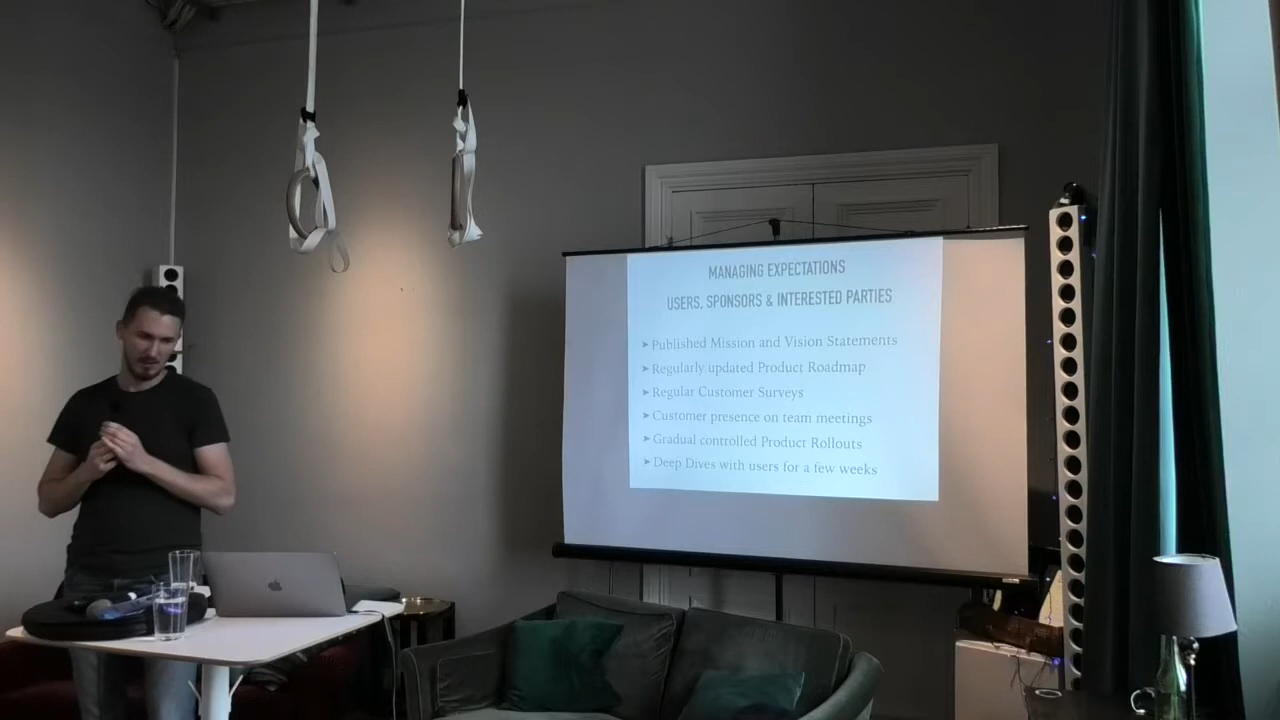 MANAGING EXPECTATIONS
USERS, SPONSORS & INTERESTED PARTIES
➤ Published Mission and Vision Statements
➤ Regularly updated Product Roadmap
➤ Regular Customer Surveys
➤ Customer presence on team meetings
➤ Gradual controlled Product Rollouts
➤ Deep Dives with users for a few weeks